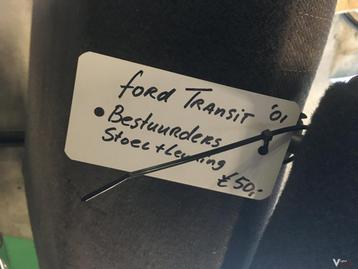 Ford Transit '01
• Bestuurders
Stoel + Leuning
€ 50,-